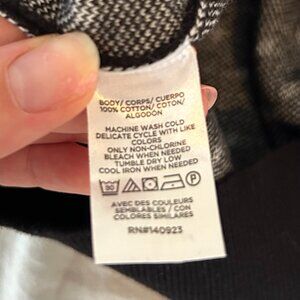 BODY/ CORPS/ CUERPO
100% COTTON/ COTON/
ALGODÓN
MACHINE WASH COLD
DELICATE CYCLE WITH LIKE
COLORS
ONLY NON-CHLORINE
BLEACH WHEN NEEDED
TUMBLE DRY LOW
COOL IRON WHEN NEEDED
AVEC DES COULEURS
SEMBLABLES / CON
COLORES SIMILARES
RN#140923